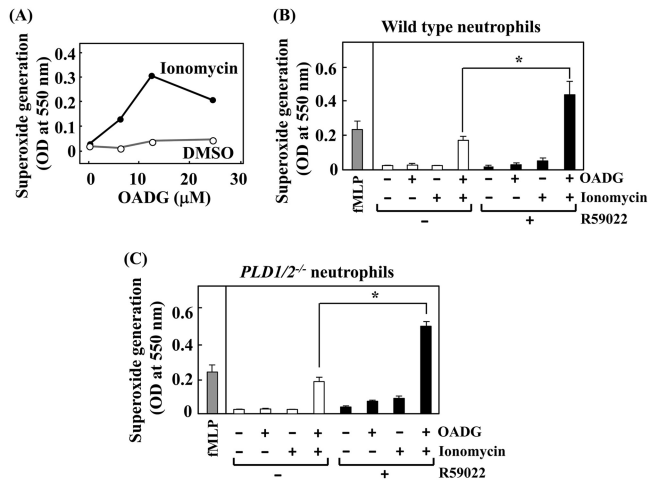 (A)
Superoxide generation
(OD at 550 nm)
0.4
0.3
0.2
0.1
0
Ionomycin
DMSO
0 10 20 30
OADG (μM)
(B)
Wild type neutrophils
Superoxide generation
(OD at 550 nm)
0.6
0.4
0.2
0
*
fMLP
– + – + – + – + OADG
– – + + – – + + Ionomycin
– + R59022
(C)
PLD1/2-/- neutrophils
Superoxide generation
(OD at 550 nm)
0.6
0.4
0.2
0
*
fMLP
– + – + – + – + OADG
– – + + – – + + Ionomycin
– + R59022